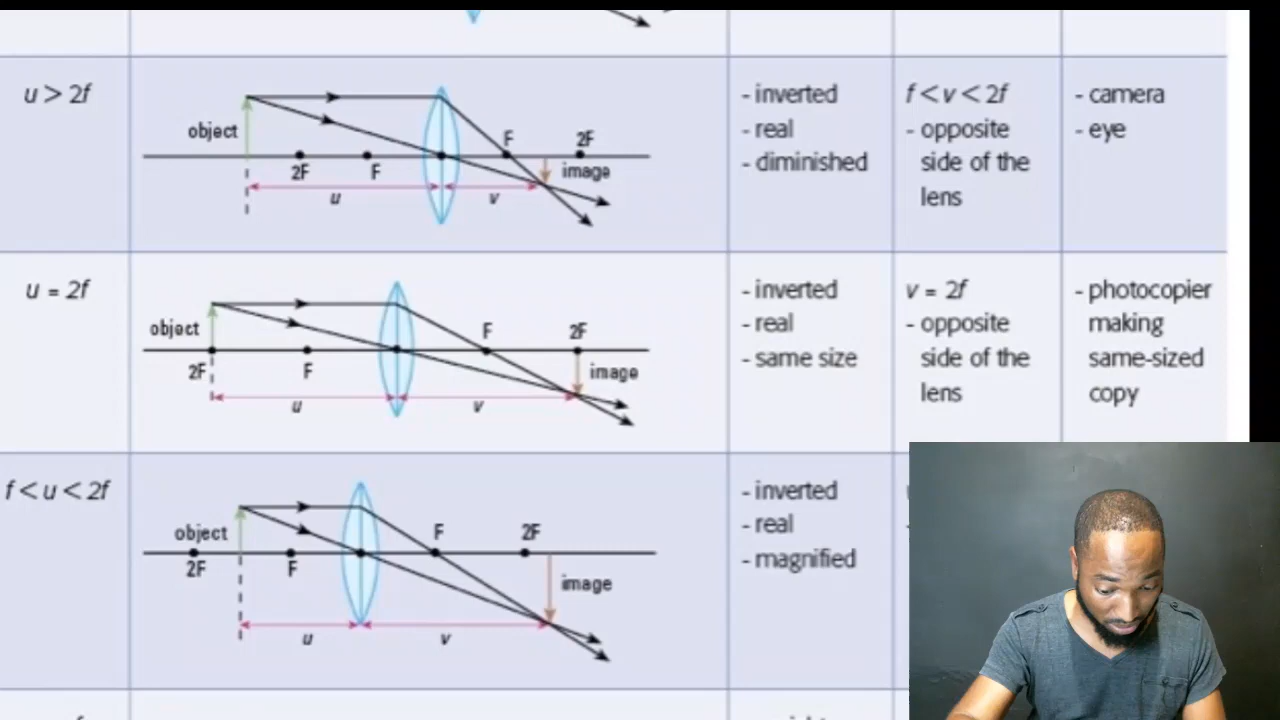 u > 2f
object
2F
F
u
F
2F
image
v
- inverted
- real
- diminished
f < v < 2f
- opposite
side of the
lens
- camera
- eye
u = 2f
object
2F
F
u
F
2F
image
v
- inverted
- real
- same size
v = 2f
- opposite
side of the
lens
- photocopier
making
same-sized
copy
f < u < 2f
object
2F
F
u
F
2F
image
v
- inverted
- real
- magnified